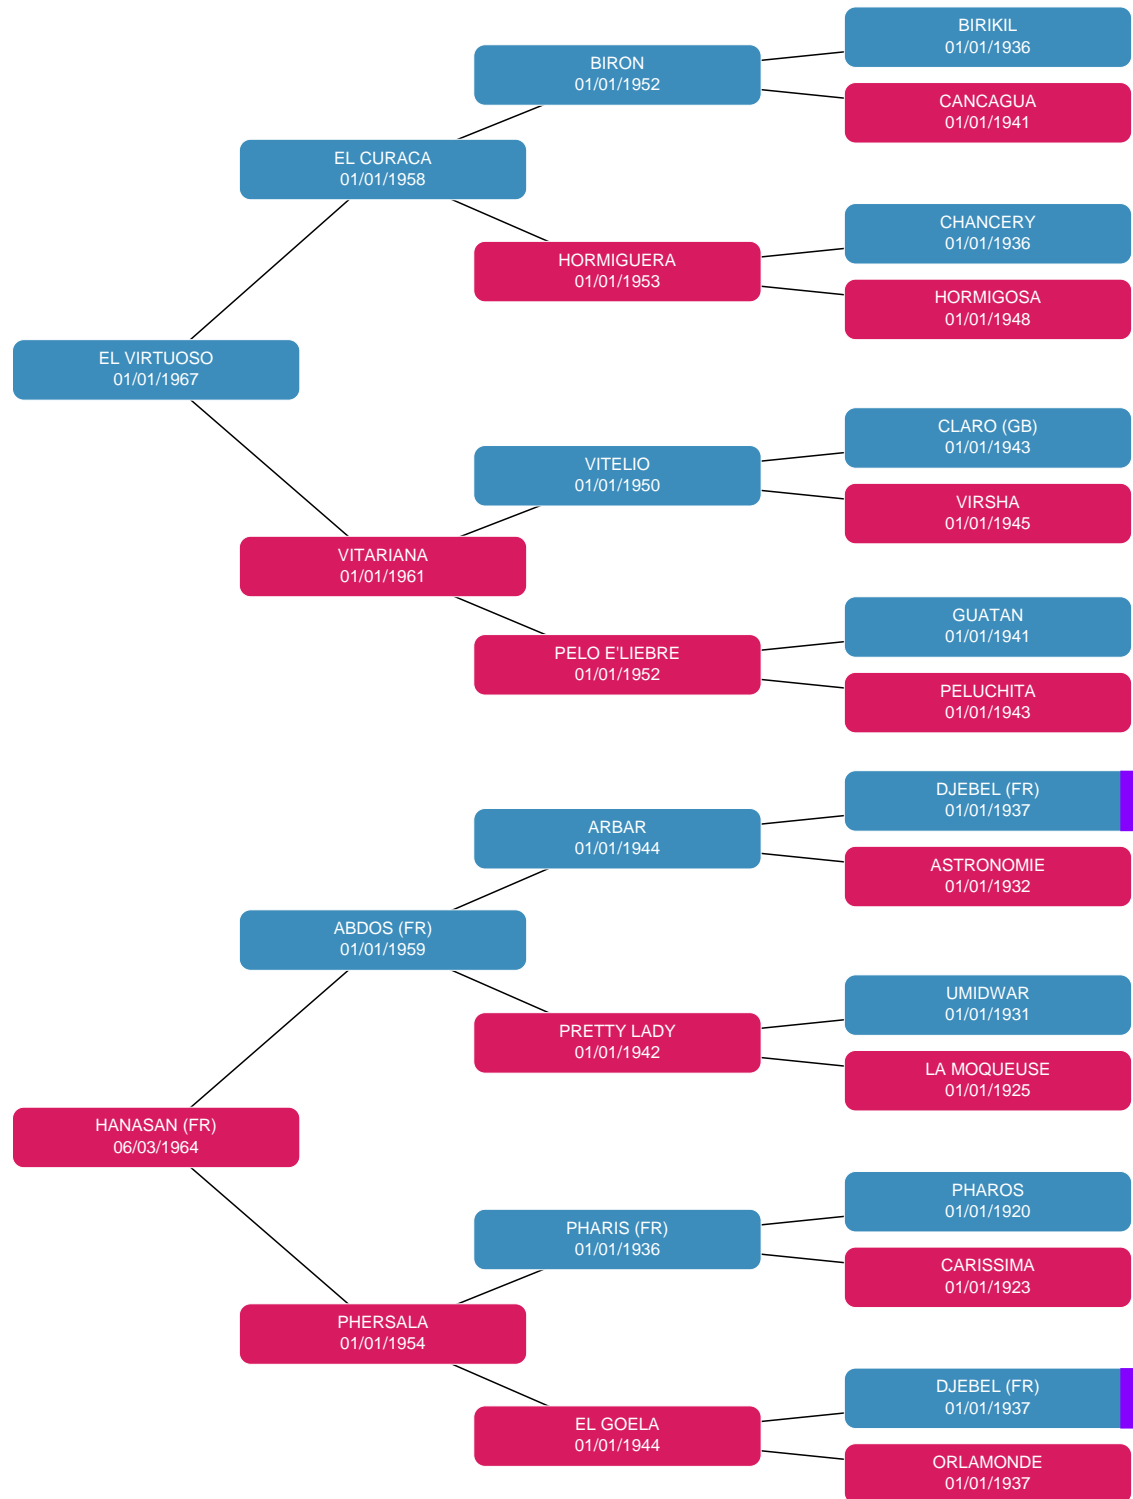 BIRIKIL
01/01/1936
BIRON
01/01/1952
CANCAGUA
01/01/1941
EL CURACA
01/01/1958
CHANCERY
01/01/1936
HORMIGUERA
01/01/1953
HORMIGOSA
01/01/1948
EL VIRTUOSO
01/01/1967
CLARO (GB)
01/01/1943
VITELIO
01/01/1950
VIRSHA
01/01/1945
VITARIANA
01/01/1961
GUATAN
01/01/1941
PELO E'LIEBRE
01/01/1952
PELUCHITA
01/01/1943
DJEBEL (FR)
01/01/1937
ARBAR
01/01/1944
ASTRONOMIE
01/01/1932
ABDOS (FR)
01/01/1959
UMIDWAR
01/01/1931
PRETTY LADY
01/01/1942
LA MOQUEUSE
01/01/1925
HANASAN (FR)
06/03/1964
PHAROS
01/01/1920
PHARIS (FR)
01/01/1936
CARISSIMA
01/01/1923
PHERSALA
01/01/1954
DJEBEL (FR)
01/01/1937
EL GOELA
01/01/1944
ORLAMONDE
01/01/1937